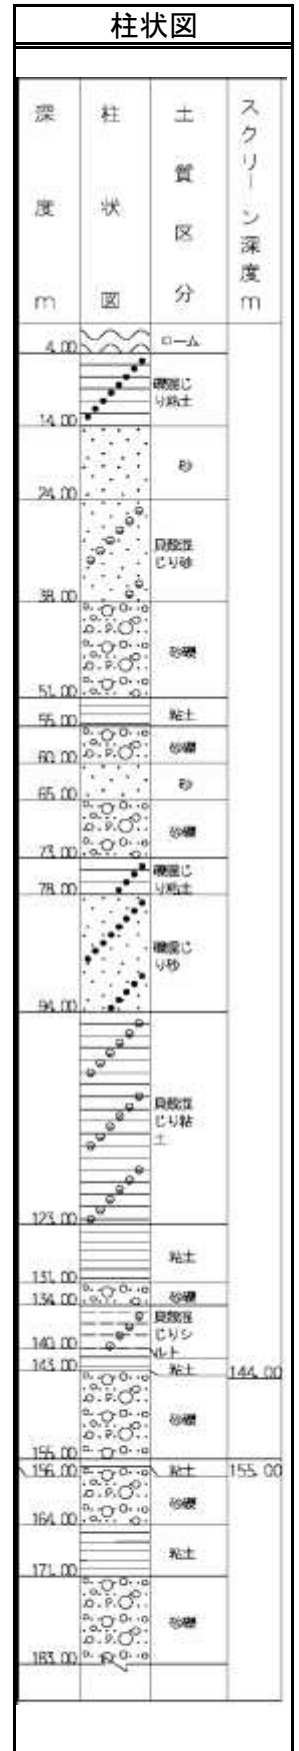 柱状図
深度m
柱状図
土質区分
スクリーン深度m
ローム
4.00
礫混じ
り粘土
14.00
砂
24.00
貝殻混
じり砂
38.00
砂礫
51.00
粘土
55.00
砂礫
60.00
砂
65.00
砂礫
73.00
礫混じ
り粘土
78.00
礫混じ
り砂
94.00
貝殻混
じり粘
土
123.00
粘土
131.00
砂礫
134.00
貝殻混
じりシ
ルト
140.00
粘土
143.00
144.00
砂礫
155.00
粘土
156.00
155.00
砂礫
164.00
粘土
171.00
砂礫
183.00